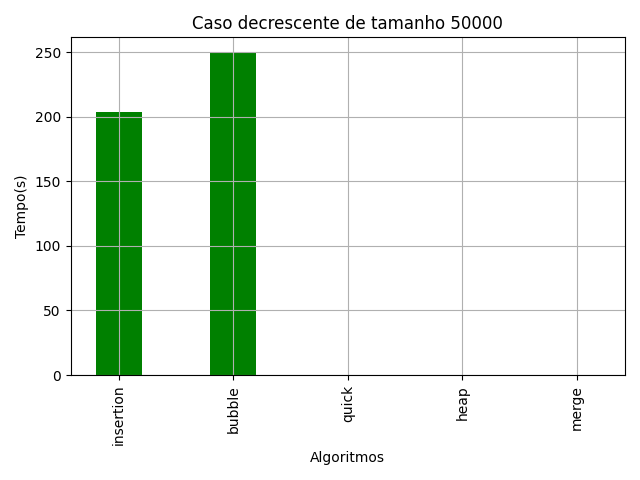 Caso decrescente de tamanho 50000
250
200
150
100
50
0
Tempo(s)
insertion
bubble
quick
heap
merge
Algoritmos